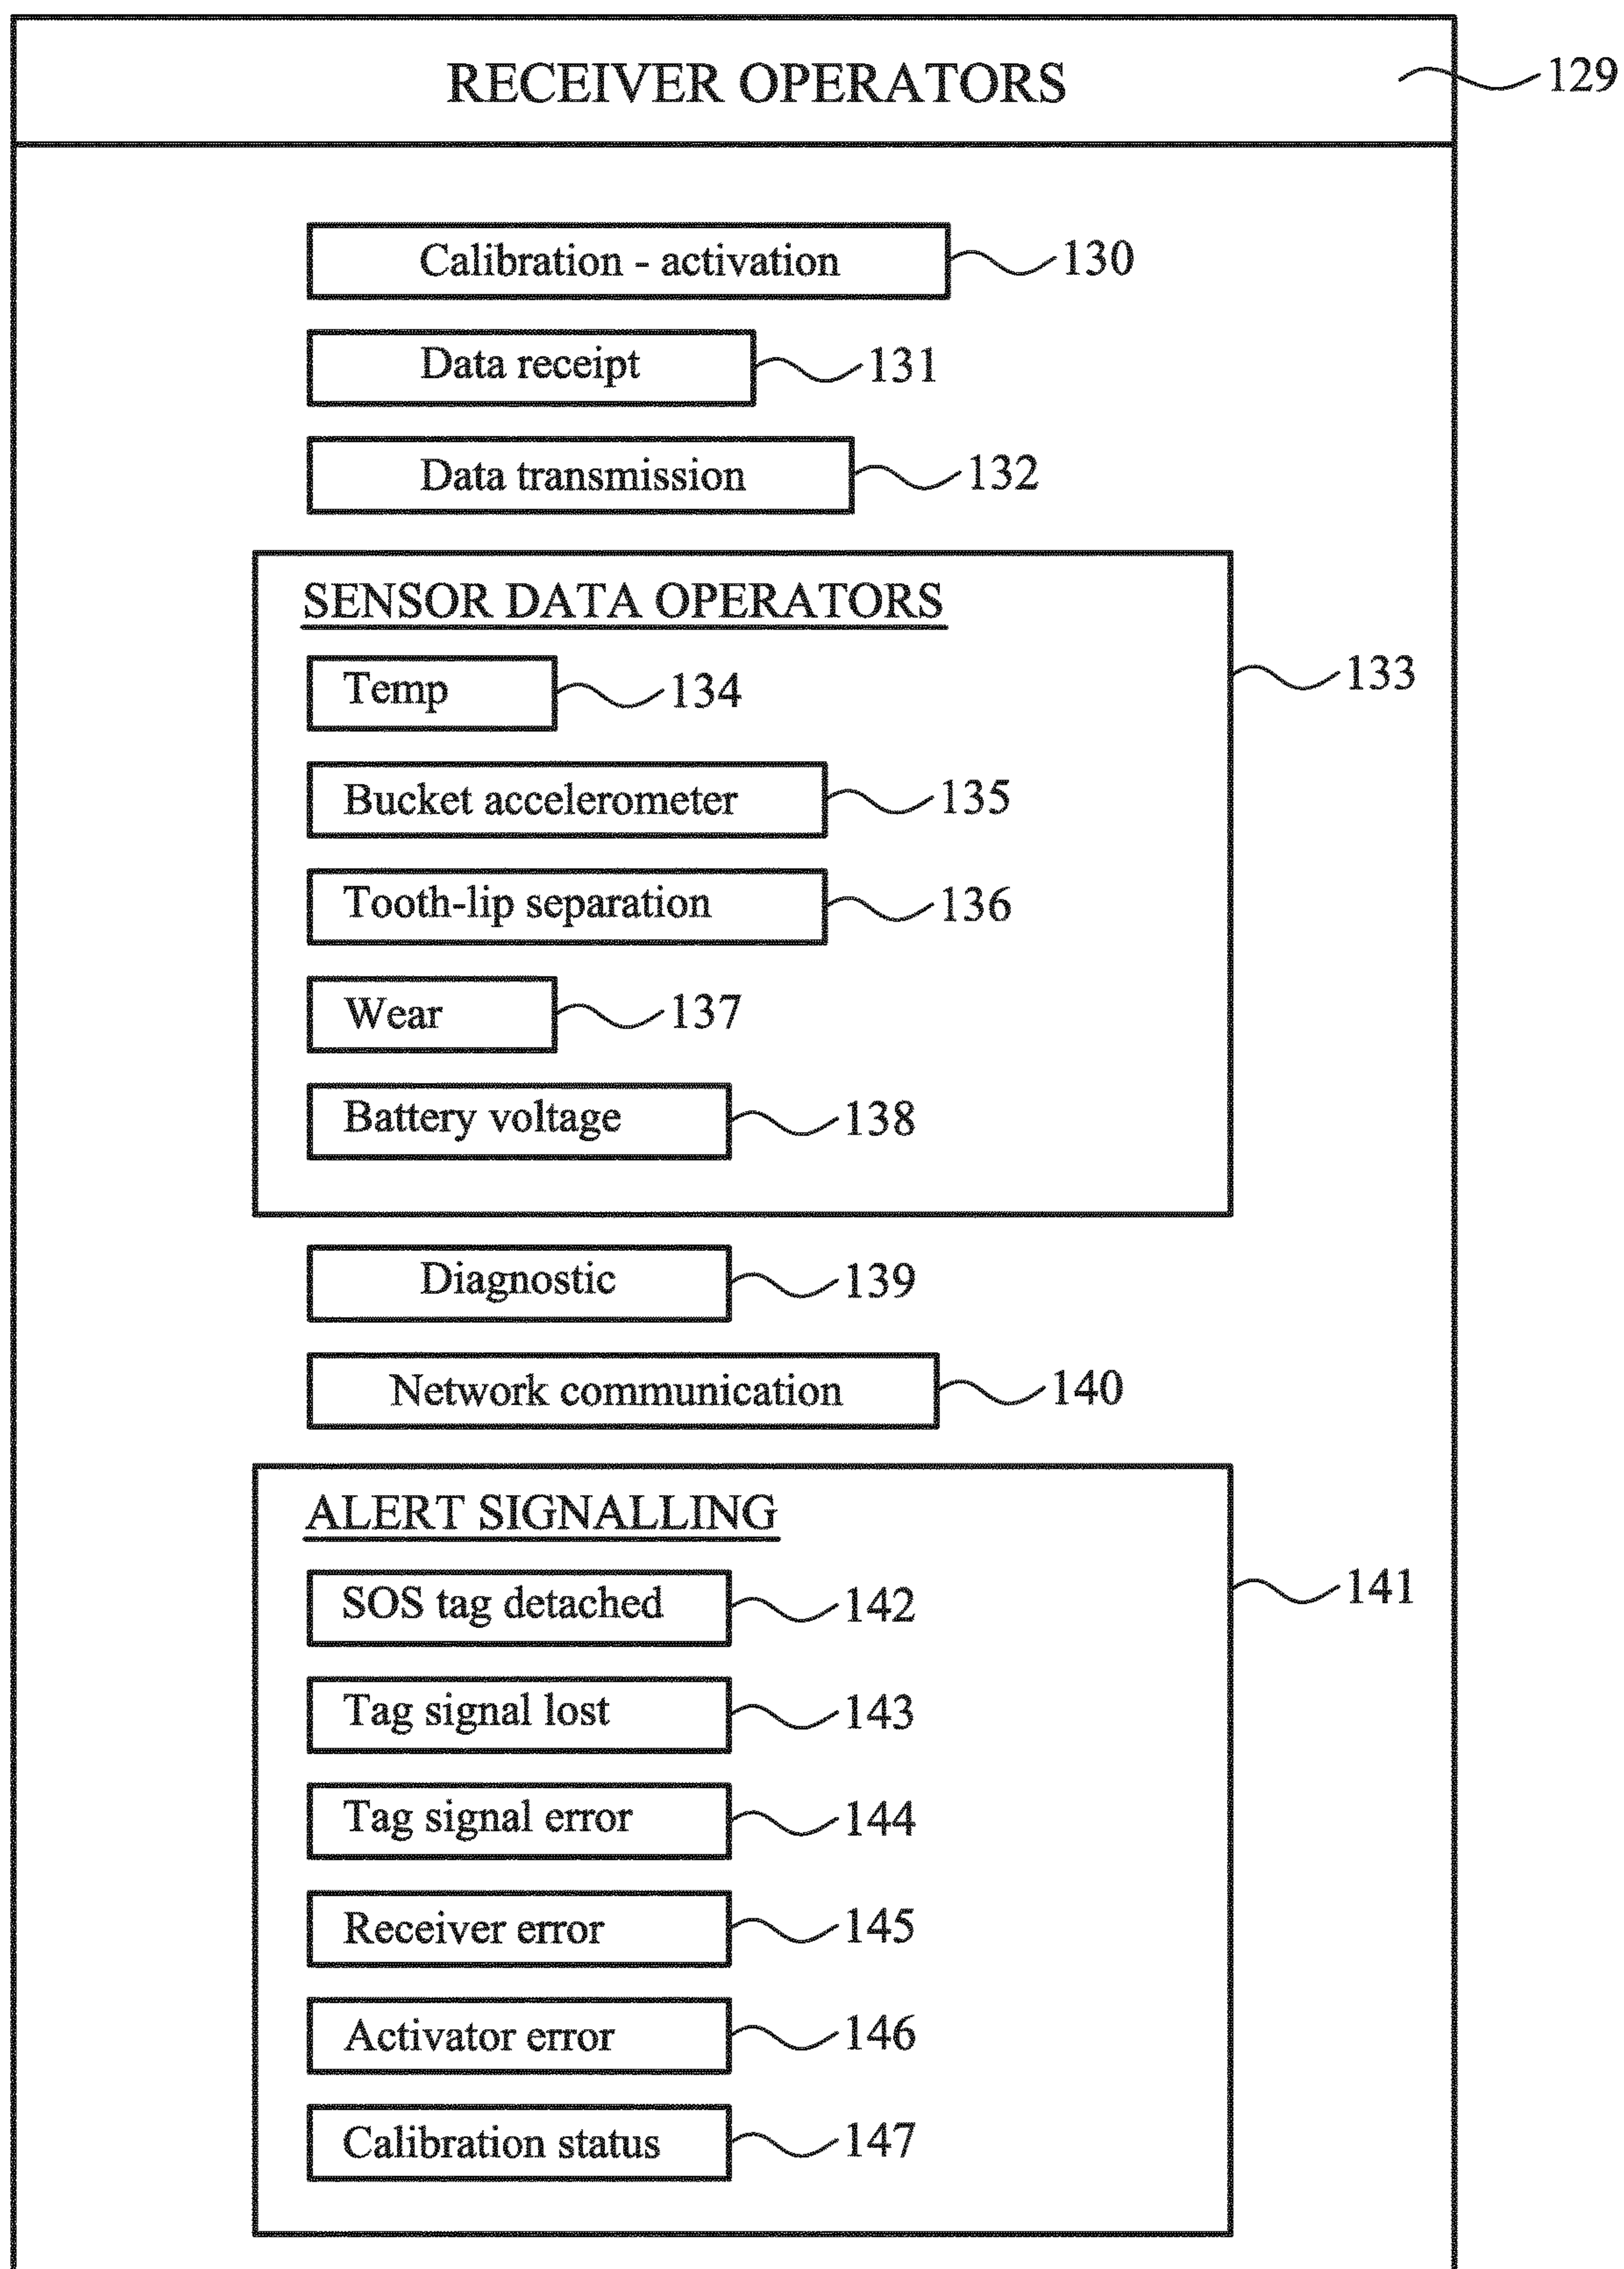 RECEIVER OPERATORS 129
Calibration - activation 130
Data receipt 131
Data transmission 132
SENSOR DATA OPERATORS
133
Temp 134
Bucket accelerometer 135
Tooth-lip separation 136
Wear 137
Battery voltage 138
Diagnostic 139
Network communication 140
ALERT SIGNALLING
141
SOS tag detached 142
Tag signal lost 143
Tag signal error 144
Receiver error 145
Activator error 146
Calibration status 147